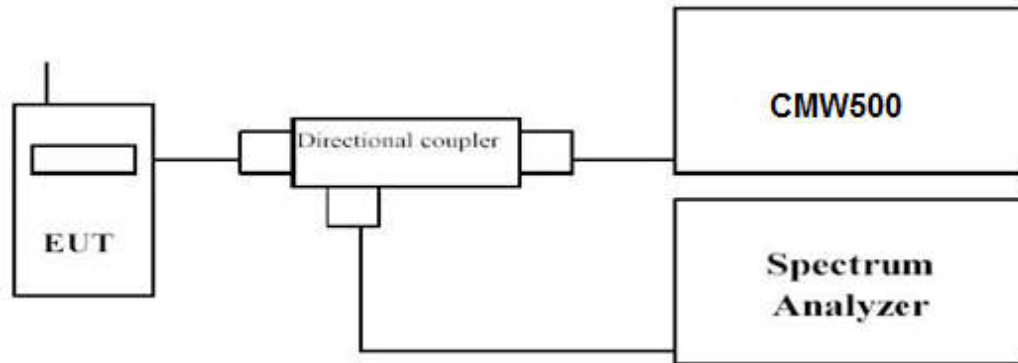 EUT
Directional coupler
CMW500
Spectrum
Analyzer